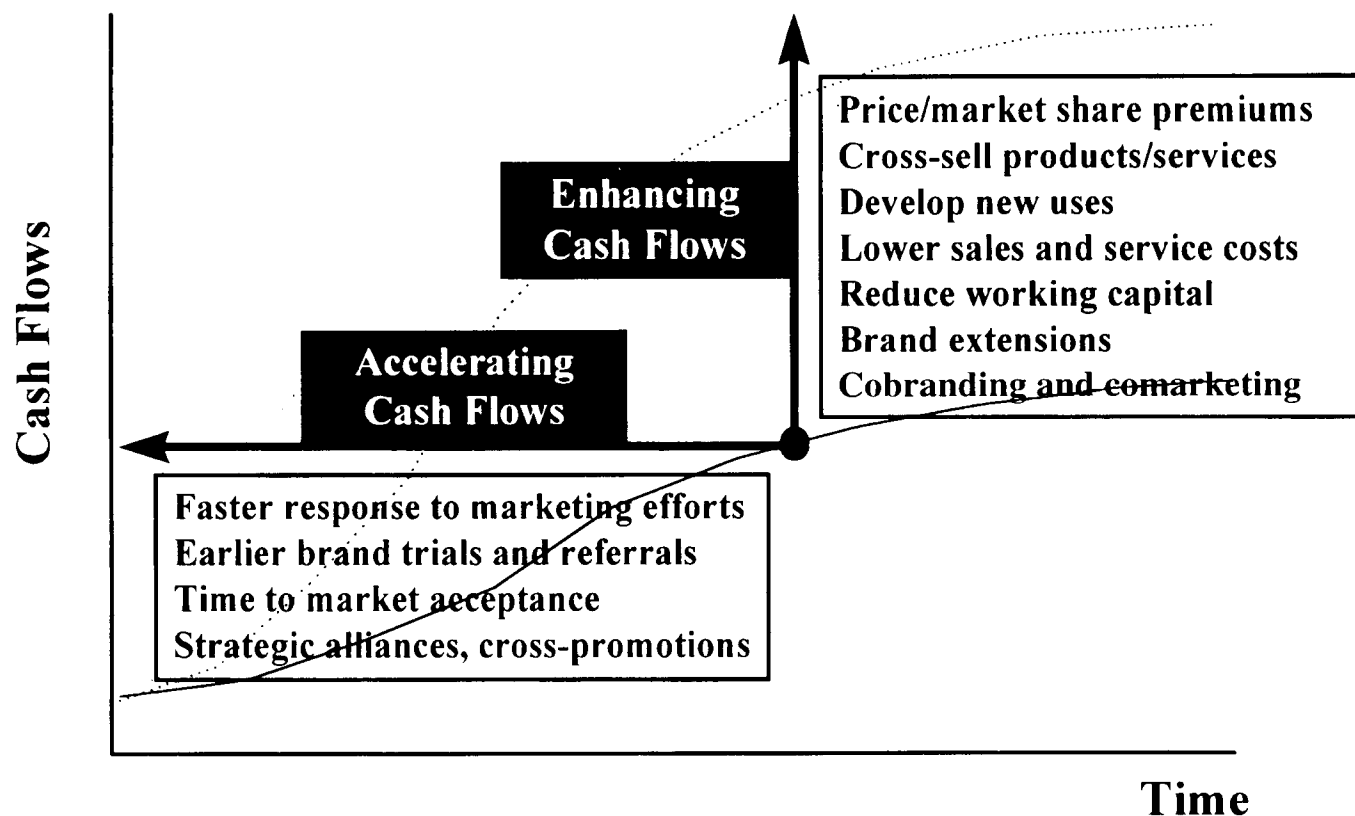 Cash Flows
Enhancing
Cash Flows
Accelerating
Cash Flows
Price/market share premiums
Cross-sell products/services
Develop new uses
Lower sales and service costs
Reduce working capital
Brand extensions
Cobranding and comarketing
Faster response to marketing efforts
Earlier brand trials and referrals
Time to market acceptance
Strategic alliances, cross-promotions
Time